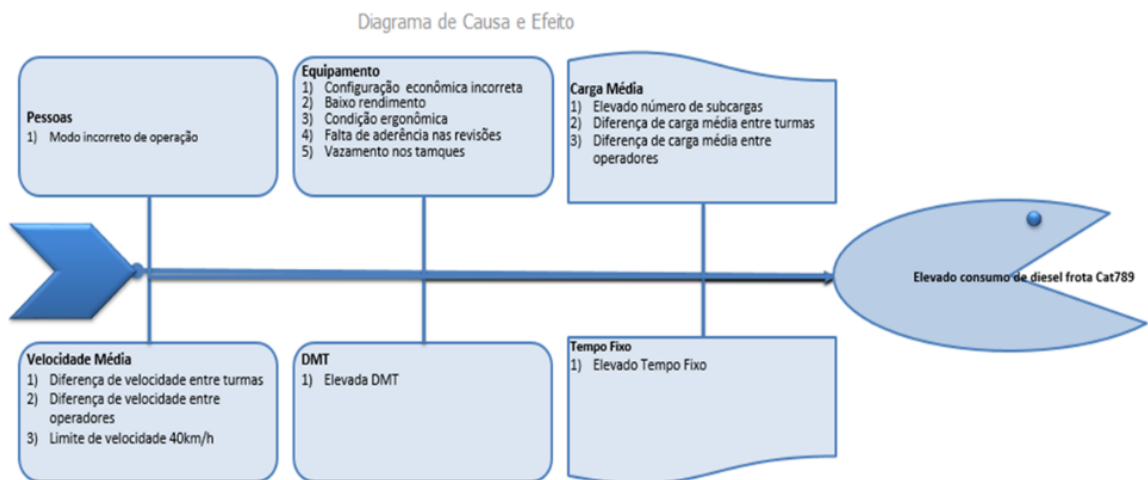 Diagrama de Causa e Efeito
Pessoas
1) Modo incorreto de operação
Equipamento
1) Configuração econômica incorreta
2) Baixo rendimento
3) Condição ergonômica
4) Falta de aderência nas revisões
5) Vazamento nos tamques
Carga Média
1) Elevado número de subcargas
2) Diferença de carga média entre turmas
3) Diferença de carga média entre
operadores
Elevado consumo de diesel frota Cat789
Velocidade Média
1) Diferença de velocidade entre turmas
2) Diferença de velocidade entre
operadores
3) Limite de velocidade 40km/h
DMT
1) Elevada DMT
Tempo Fixo
1) Elevado Tempo Fixo